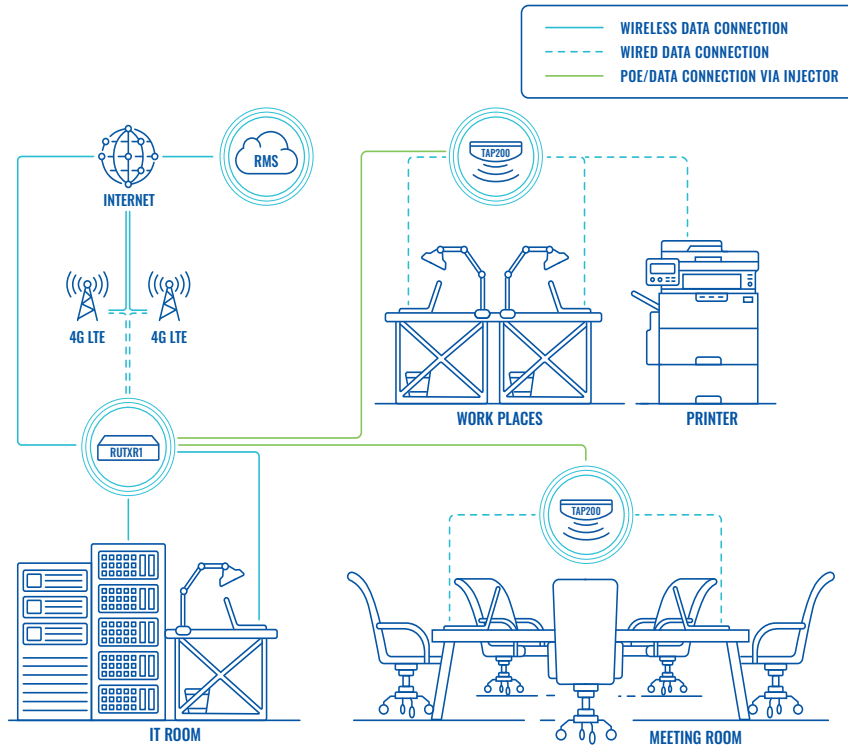 WIRELESS DATA CONNECTION
WIRED DATA CONNECTION
POE/DATA CONNECTION VIA INJECTOR
RMS
TAP200
INTERNET
4G LTE
4G LTE
WORK PLACES
PRINTER
RUTXR1
TAP200
IT ROOM
MEETING ROOM